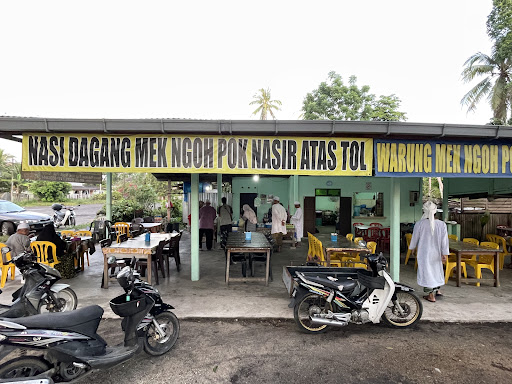 NASI DAGANG MEK NGOH POK NASIR ATAS TOL
WARUNG MEK NGOH PO